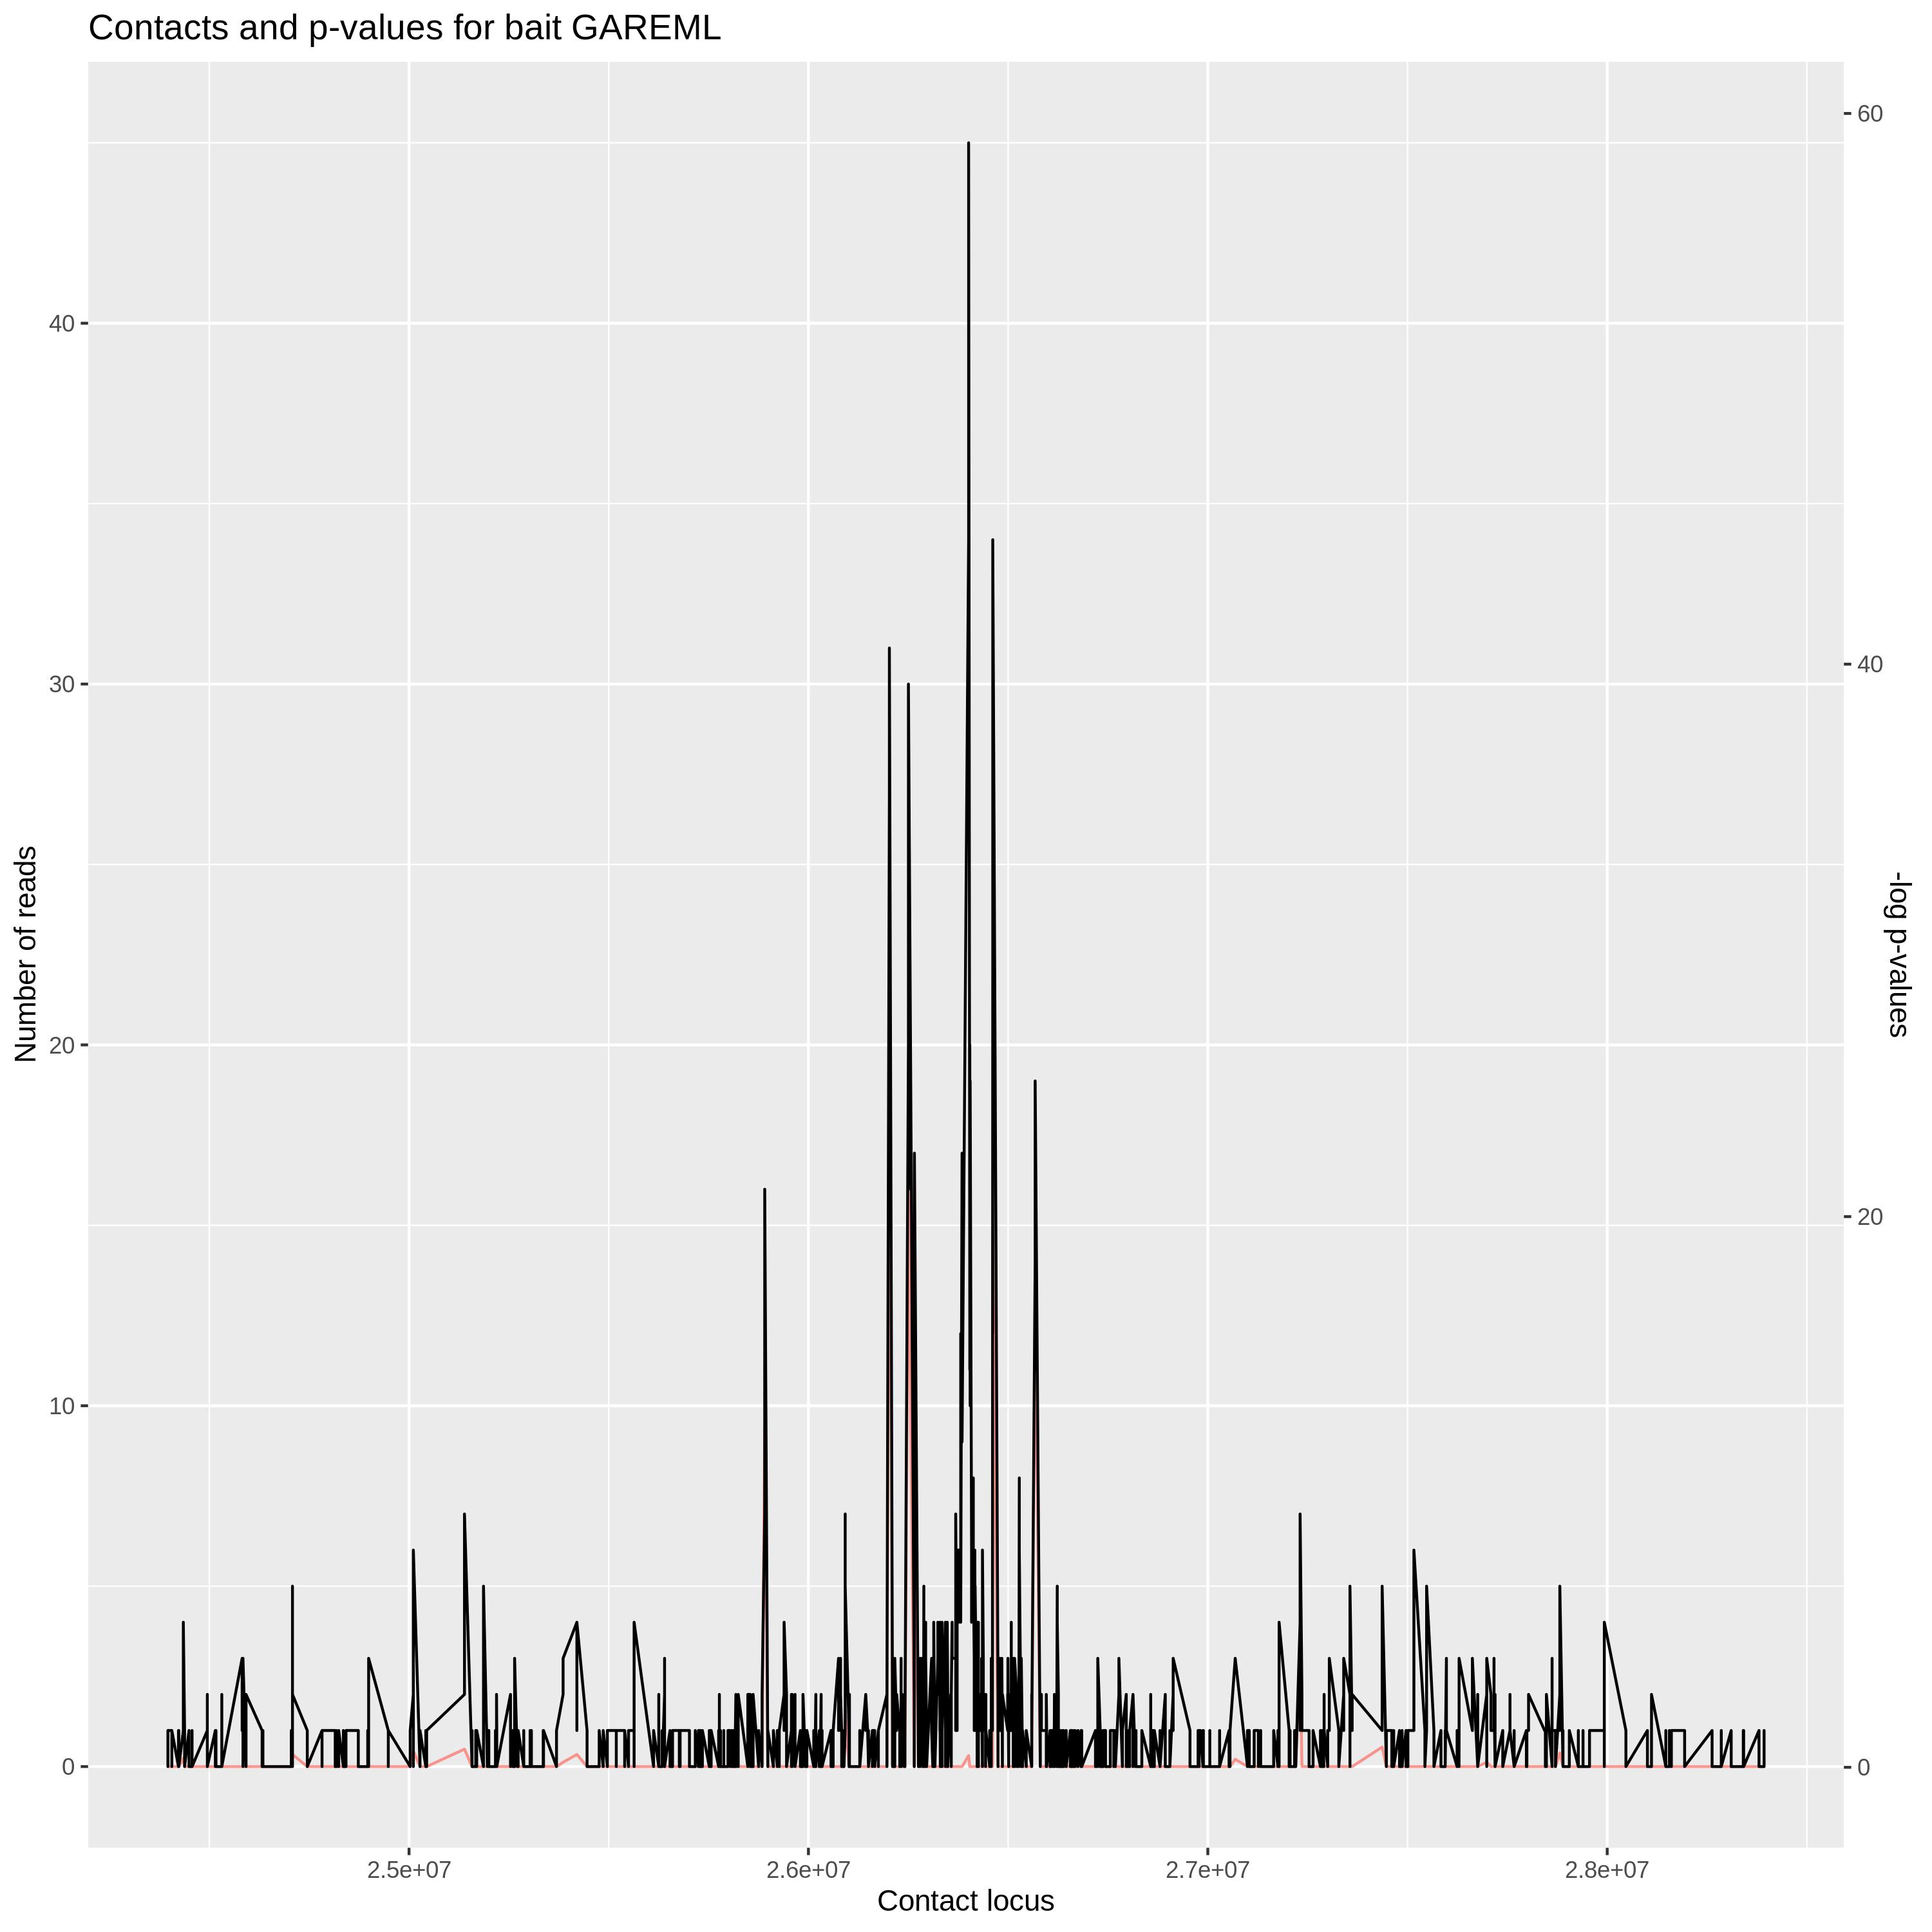 Contacts and p-values for bait GAREML
60
40
40
30
20
20
10
0
0
Number of reads
-log p-values
2.5e+07
2.6e+07
2.7e+07
2.8e+07
Contact locus